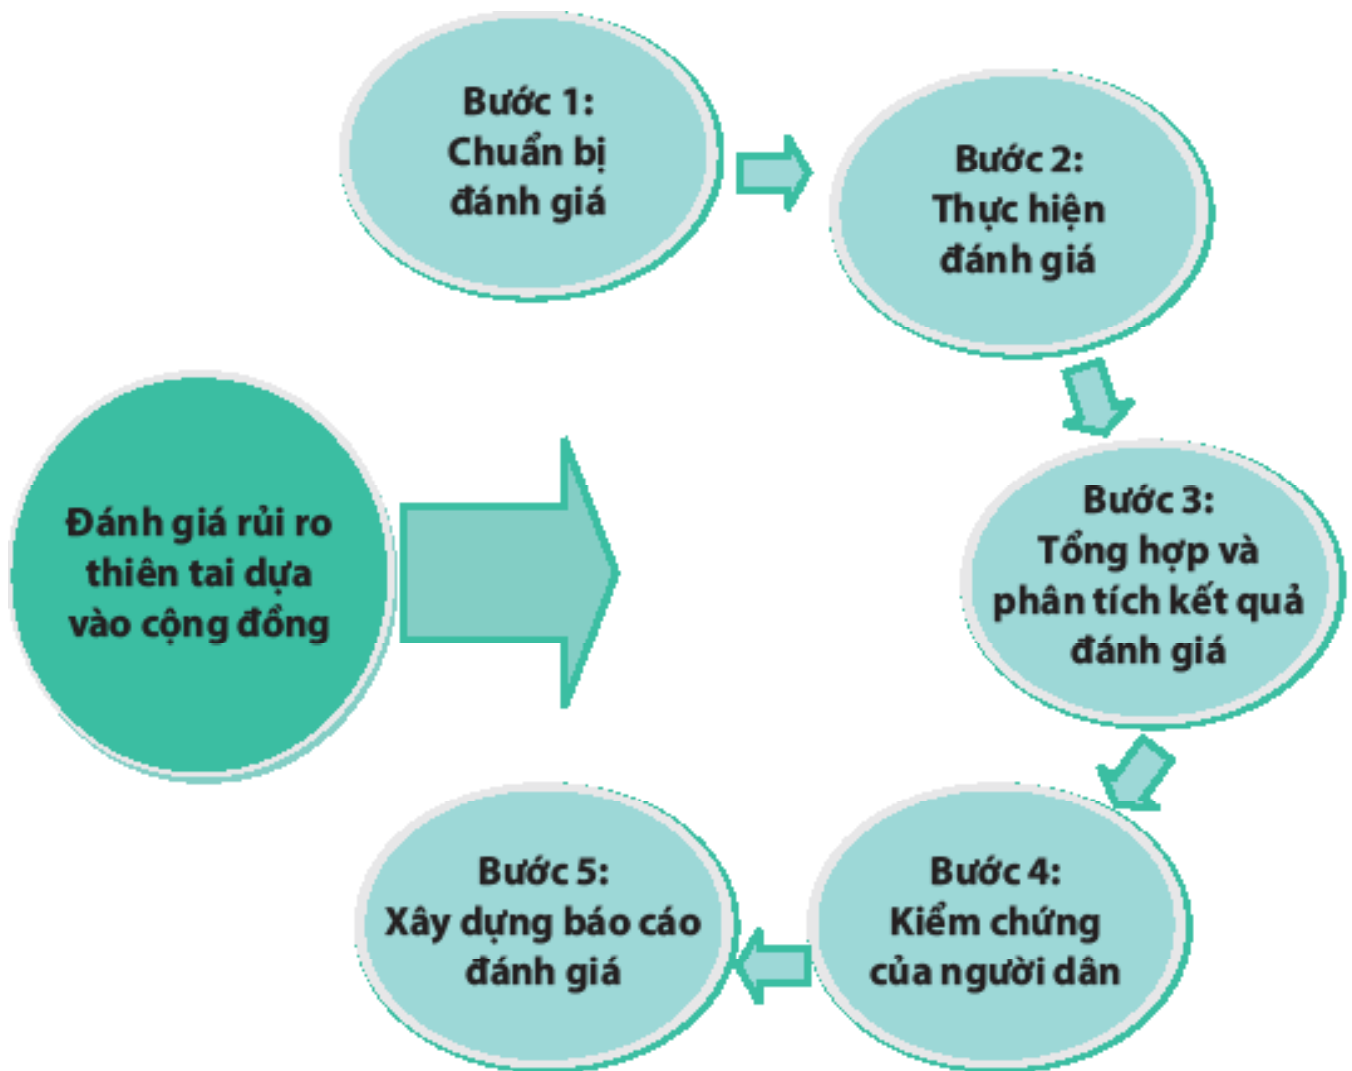 Bước 1:
Chuẩn bị
đánh giá
Bước 2:
Thực hiện
đánh giá
Đánh giá rủi ro
thiên tai dựa
vào cộng đồng
Bước 3:
Tổng hợp và
phân tích kết quả
đánh giá
Bước 4:
Kiểm chứng
của người dân
Bước 5:
Xây dựng báo cáo
đánh giá